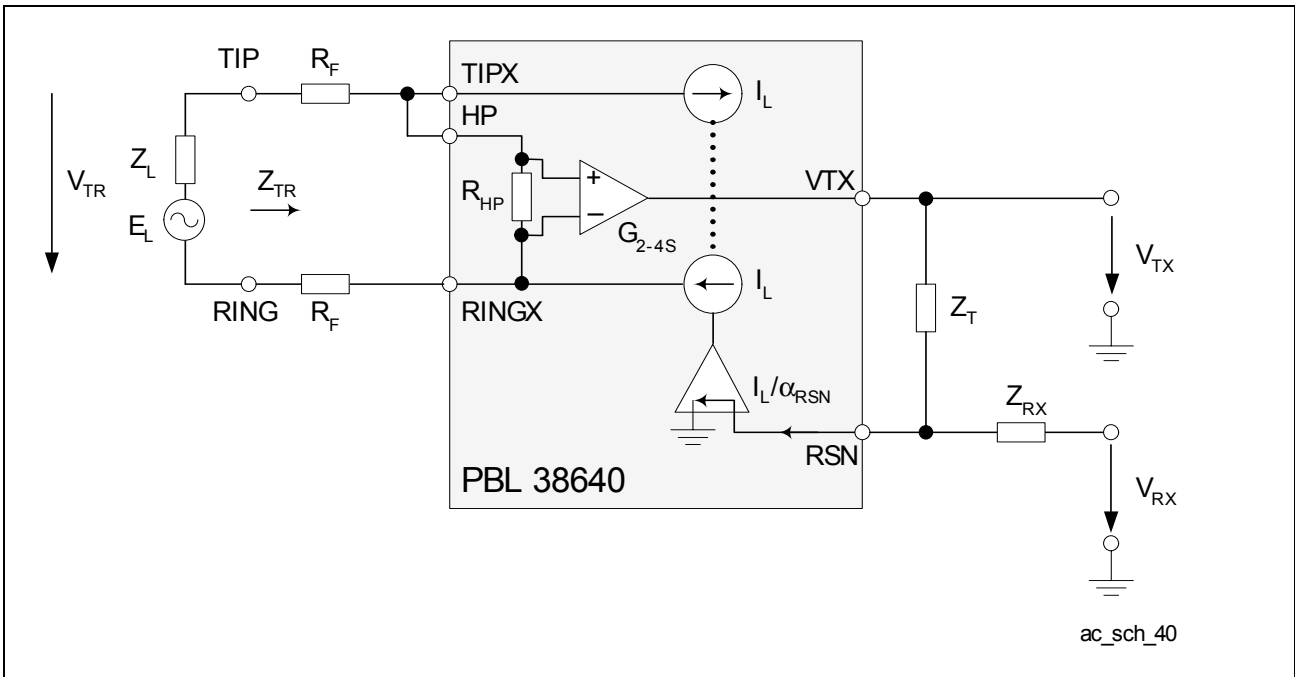 TIP
R_F
TIPX
I_L
HP
Z_L
V_TR
Z_TR
R_HP
+
−
G_2-4S
VTX
E_L
V_TX
I_L
RING
R_F
RINGX
Z_T
I_L/α_RSN
Z_RX
RSN
PBL 38640
V_RX
ac_sch_40